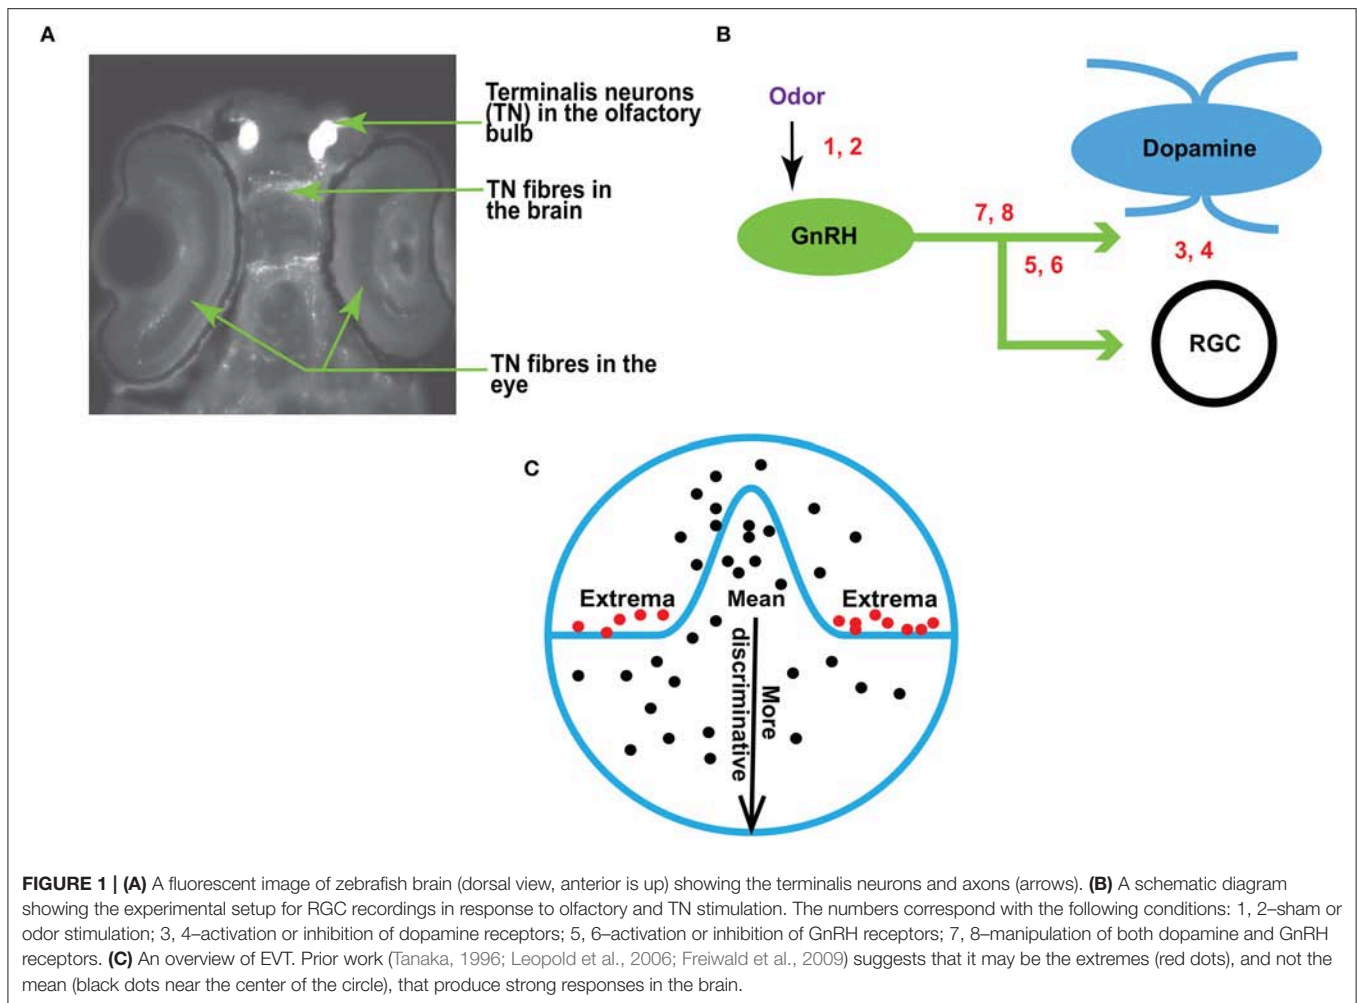 A
Terminalis neurons
(TN) in the olfactory
bulb
TN fibres in
the brain
TN fibres in the
eye
B
Odor
1, 2
GnRH
7, 8
5, 6
Dopamine
3, 4
RGC
C
Extrema
Mean
Extrema
More
discriminative
FIGURE 1 | (A) A fluorescent image of zebrafish brain (dorsal view, anterior is up) showing the terminalis neurons and axons (arrows). (B) A schematic diagram
showing the experimental setup for RGC recordings in response to olfactory and TN stimulation. The numbers correspond with the following conditions: 1, 2–sham or
odor stimulation; 3, 4–activation or inhibition of dopamine receptors; 5, 6–activation or inhibition of GnRH receptors; 7, 8–manipulation of both dopamine and GnRH
receptors. (C) An overview of EVT. Prior work (Tanaka, 1996; Leopold et al., 2006; Freiwald et al., 2009) suggests that it may be the extremes (red dots), and not the
mean (black dots near the center of the circle), that produce strong responses in the brain.